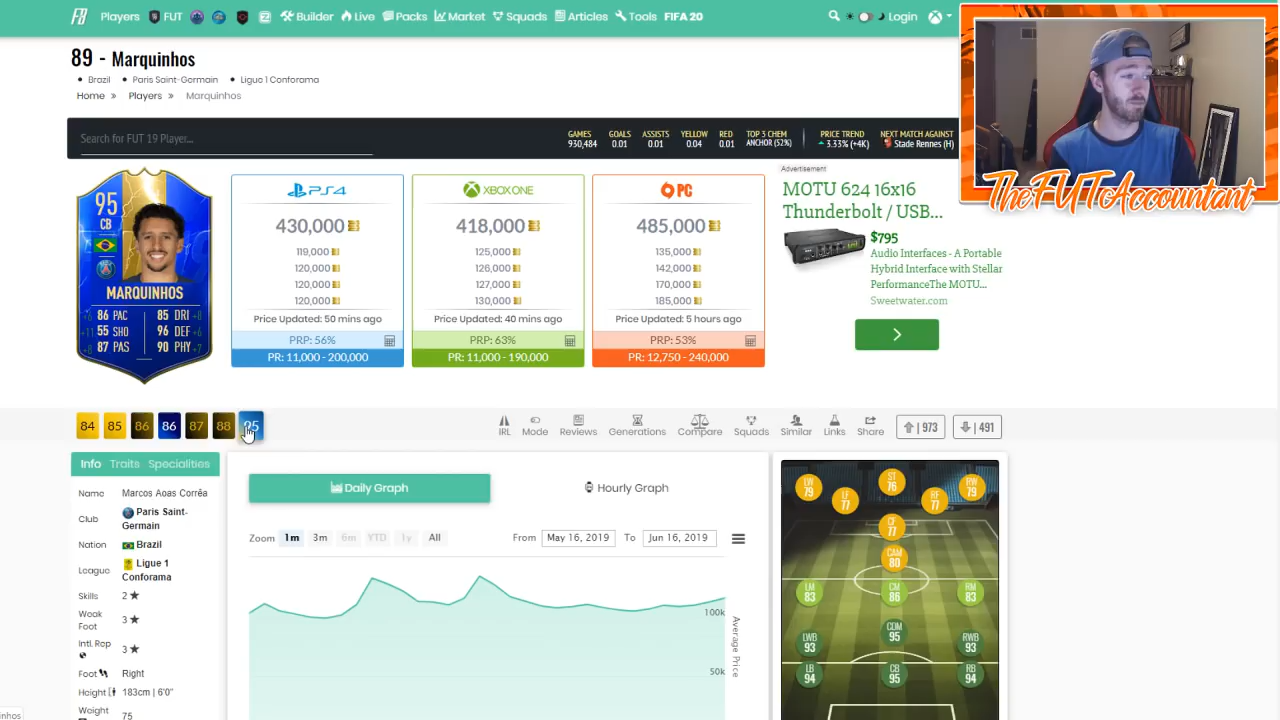 F8 Players FUT Builder Live Packs Market Squads Articles Tools FIFA 20 Login
89 - Marquinhos
Brazil Paris Saint-Germain Ligue 1 Conforama
Home » Players » Marquinhos
Search for FUT 19 Player...
GAMES GOALS ASSISTS YELLOW RED TOP 3 CHEM PRICE TREND NEXT MATCH AGAINST
930,484 0.01 0.01 0.04 0.01 ANCHOR (52%) 3.33% (+4K) Stade Rennes (H)
95
CB
MARQUINHOS
86 PAC 85 DRI +8
55 SHO 96 DEF +6
87 PAS 90 PHY +7
PS4
430,000
119,000
120,000
120,000
120,000
Price Updated: 50 mins ago
PRP: 56%
PR: 11,000 - 200,000
XBOX ONE
418,000
125,000
126,000
127,000
130,000
Price Updated: 40 mins ago
PRP: 63%
PR: 11,000 - 190,000
PC
485,000
135,000
142,000
170,000
185,000
Price Updated: 5 hours ago
PRP: 53%
PR: 12,750 - 240,000
Advertisement
MOTU 624 16x16
Thunderbolt / USB...
$795
Audio Interfaces - A Portable
Hybrid Interface with Stellar
PerformanceThe MOTU...
Sweetwater.com
TheFUTAccountant
84 85 86 86 87 88 95
IRL Mode Reviews Generations Compare Squads Similar Links Share | 973 | 491
Info Traits Specialities
Name Marcos Aoas Corrêa
Club Paris Saint-
Germain
Nation Brazil
League Ligue 1
Conforama
Skills 2
Weak
Foot 3
Intl. Rep 3
Foot Right
Height 183cm | 6'0"
Weight 75
Daily Graph Hourly Graph
Zoom 1m 3m 6m YTD 1y All From May 16, 2019 To Jun 16, 2019
100k
50k
Average Price
ST
76
LW
79
RW
79
LF
77
RF
77
CF
77
CAM
80
LM
83
CM
86
RM
83
CDM
95
LWB
93
RWB
93
LB
94
CB
95
RB
94
inhos